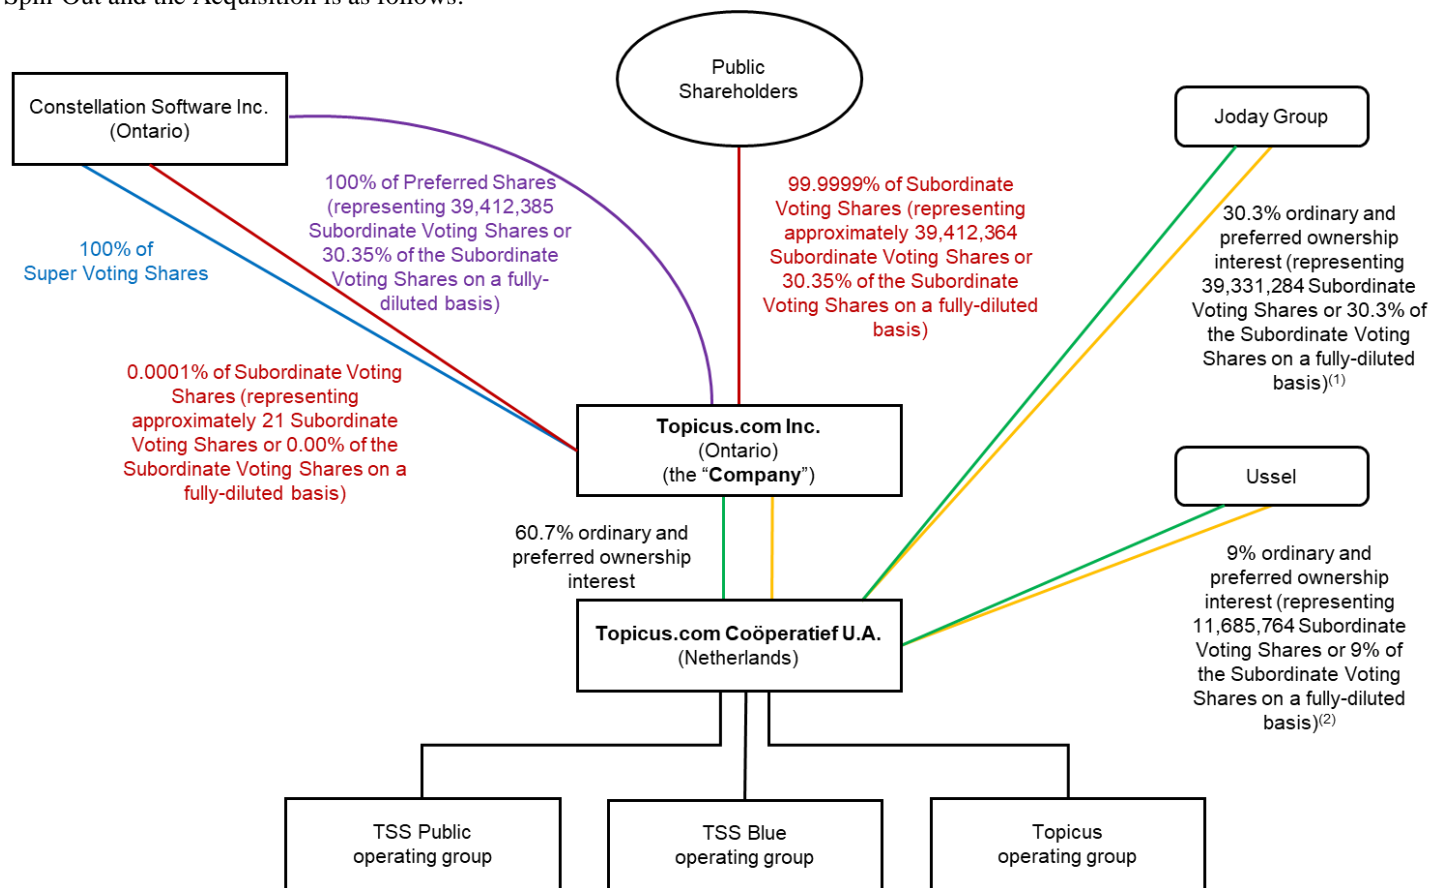 Spin-Out and the Acquisition is as follows:
Public
Shareholders
Constellation Software Inc.
(Ontario)
Joday Group
100% of Preferred Shares
(representing 39,412,385
Subordinate Voting Shares or
30.35% of the Subordinate
Voting Shares on a fully-
diluted basis)
99.9999% of Subordinate
Voting Shares (representing
approximately 39,412,364
Subordinate Voting Shares or
30.35% of the Subordinate
Voting Shares on a fully-diluted
basis)
30.3% ordinary and
preferred ownership
interest (representing
39,331,284 Subordinate
Voting Shares or 30.3% of
the Subordinate Voting
Shares on a fully-diluted
basis)(1)
100% of
Super Voting Shares
0.0001% of Subordinate Voting
Shares (representing
approximately 21 Subordinate
Voting Shares or 0.00% of the
Subordinate Voting Shares on a
fully-diluted basis)
Topicus.com Inc.
(Ontario)
(the “Company”)
Ussel
60.7% ordinary and
preferred ownership
interest
9% ordinary and
preferred ownership
interest (representing
11,685,764 Subordinate
Voting Shares or 9% of
the Subordinate Voting
Shares on a fully-diluted
basis)(2)
Topicus.com Coöperatief U.A.
(Netherlands)
TSS Public
operating group
TSS Blue
operating group
Topicus
operating group